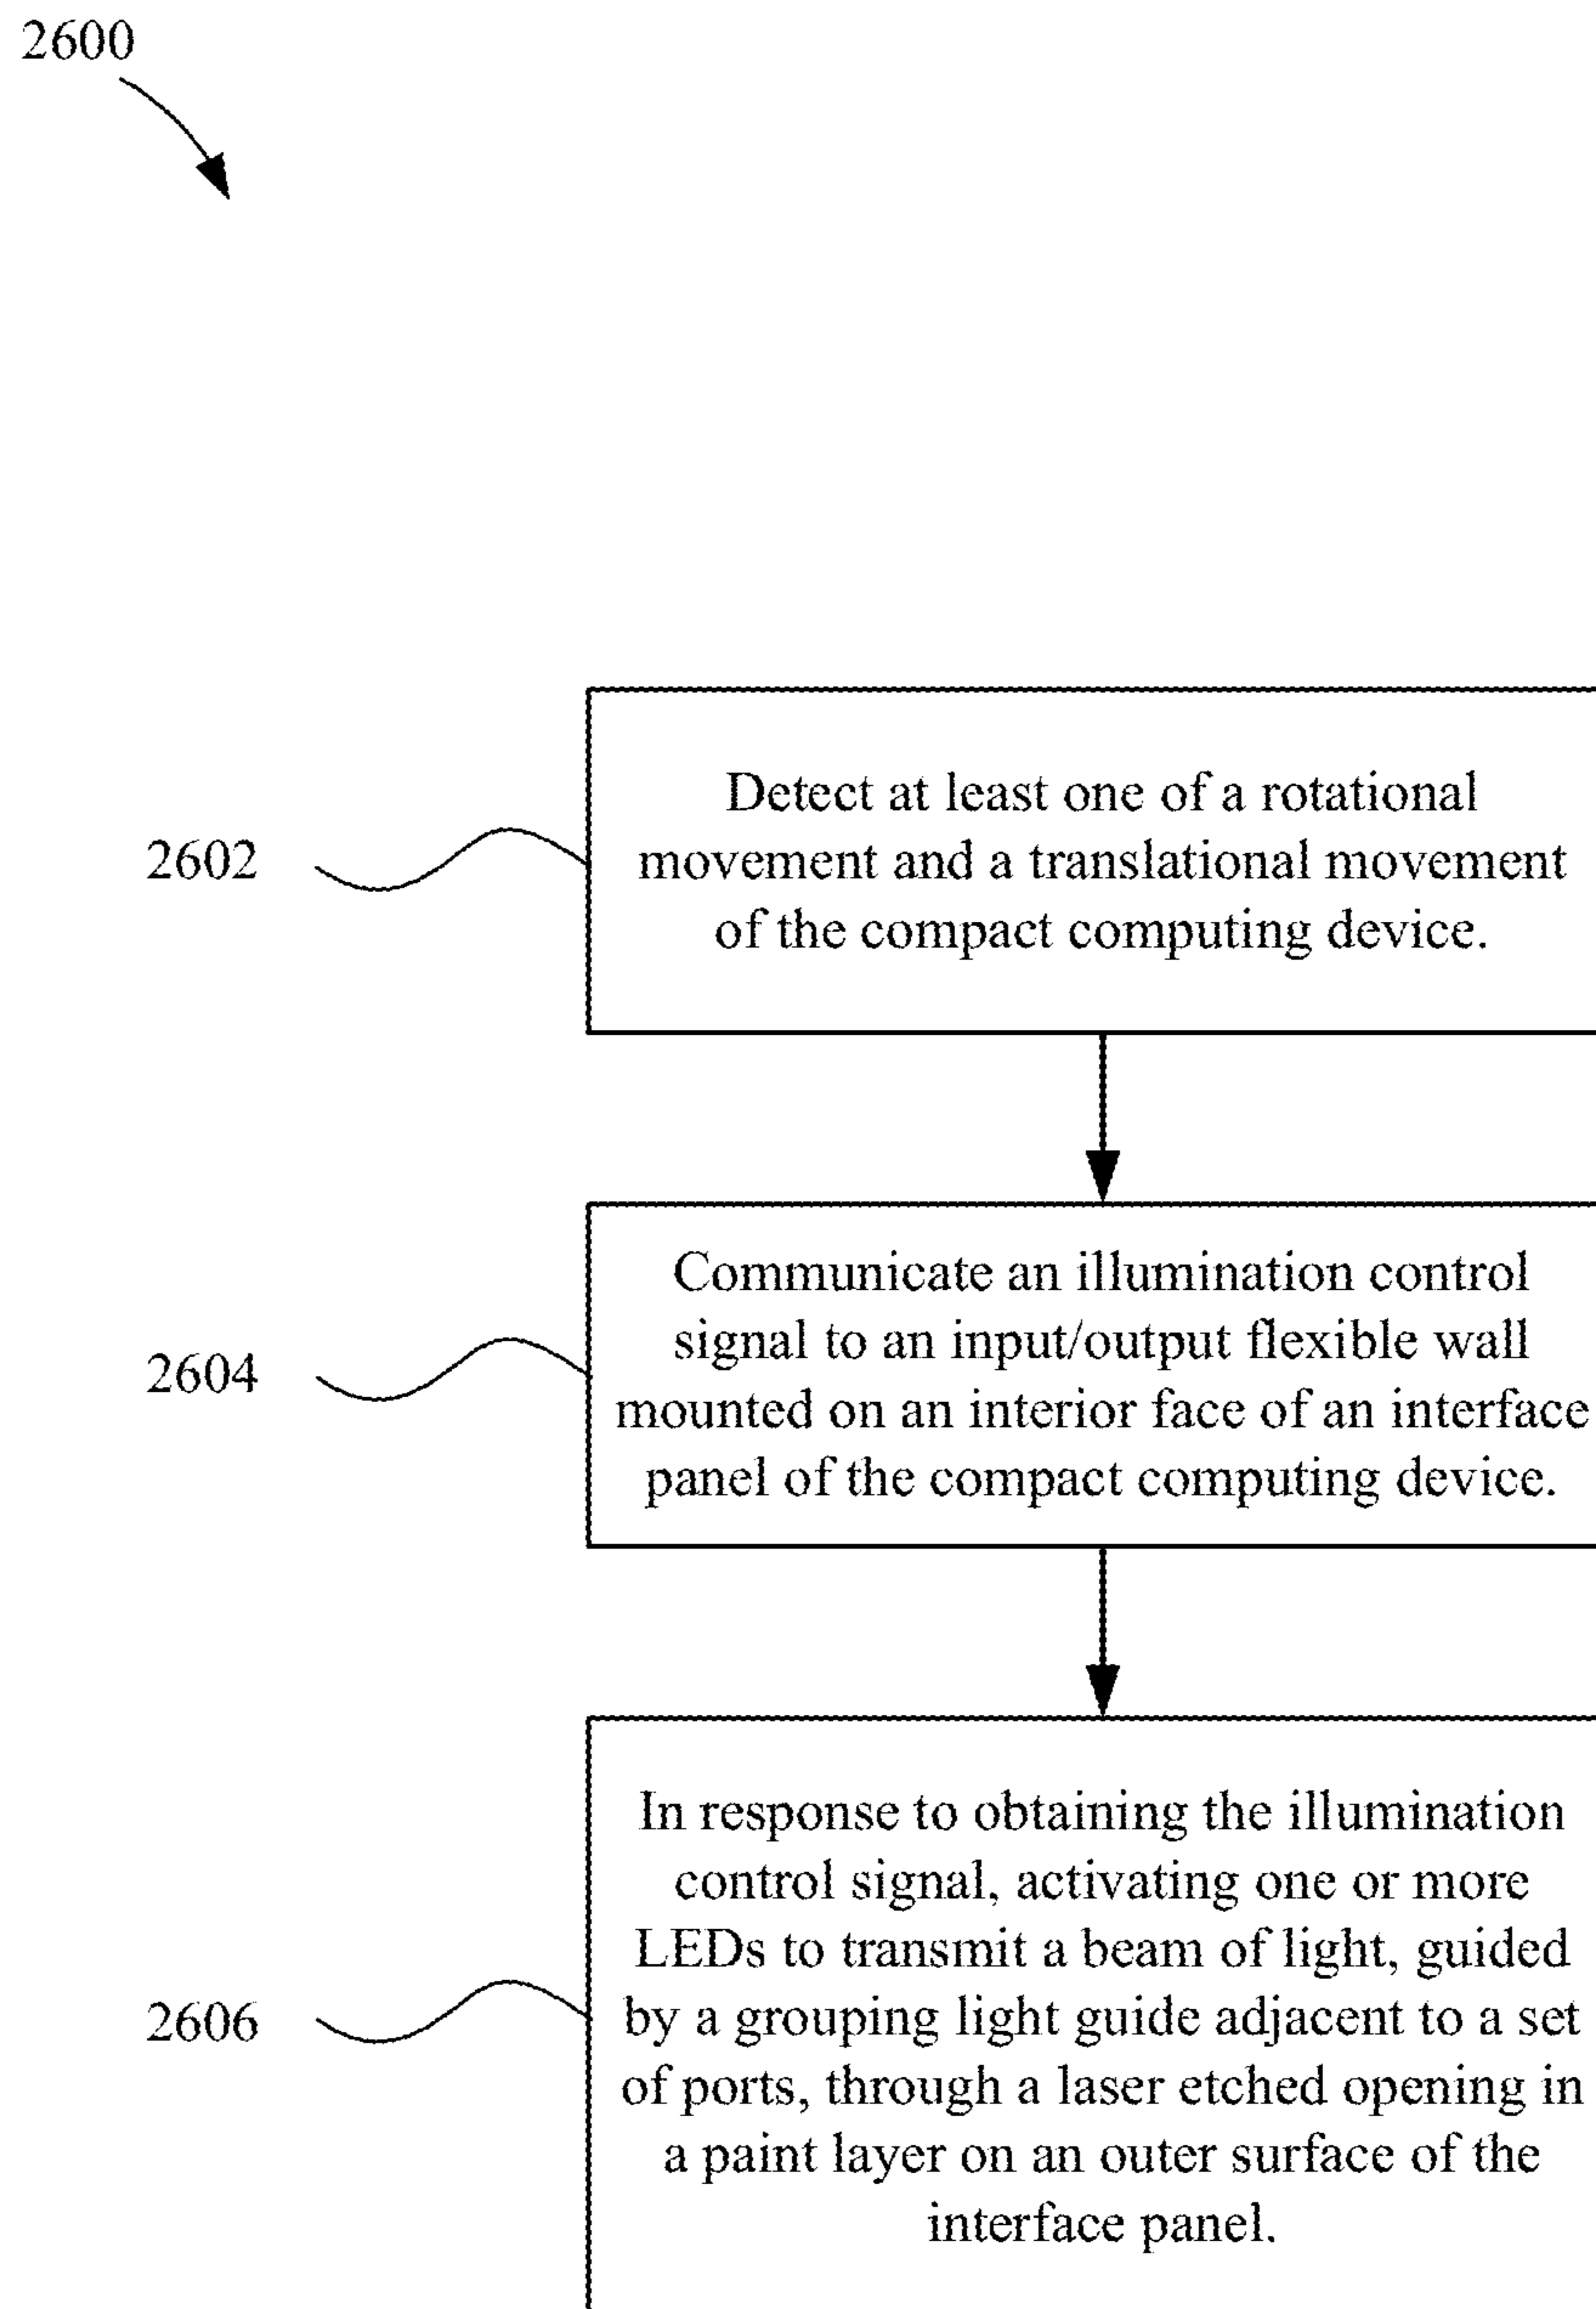 2600
2602
Detect at least one of a rotational
movement and a translational movement
of the compact computing device.
2604
Communicate an illumination control
signal to an input/output flexible wall
mounted on an interior face of an interface
panel of the compact computing device.
2606
In response to obtaining the illumination
control signal, activating one or more
LEDs to transmit a beam of light, guided
by a grouping light guide adjacent to a set
of ports, through a laser etched opening in
a paint layer on an outer surface of the
interface panel.